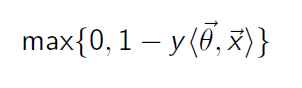 max{0, 1 − y⟨θ⃗, x⃗⟩}